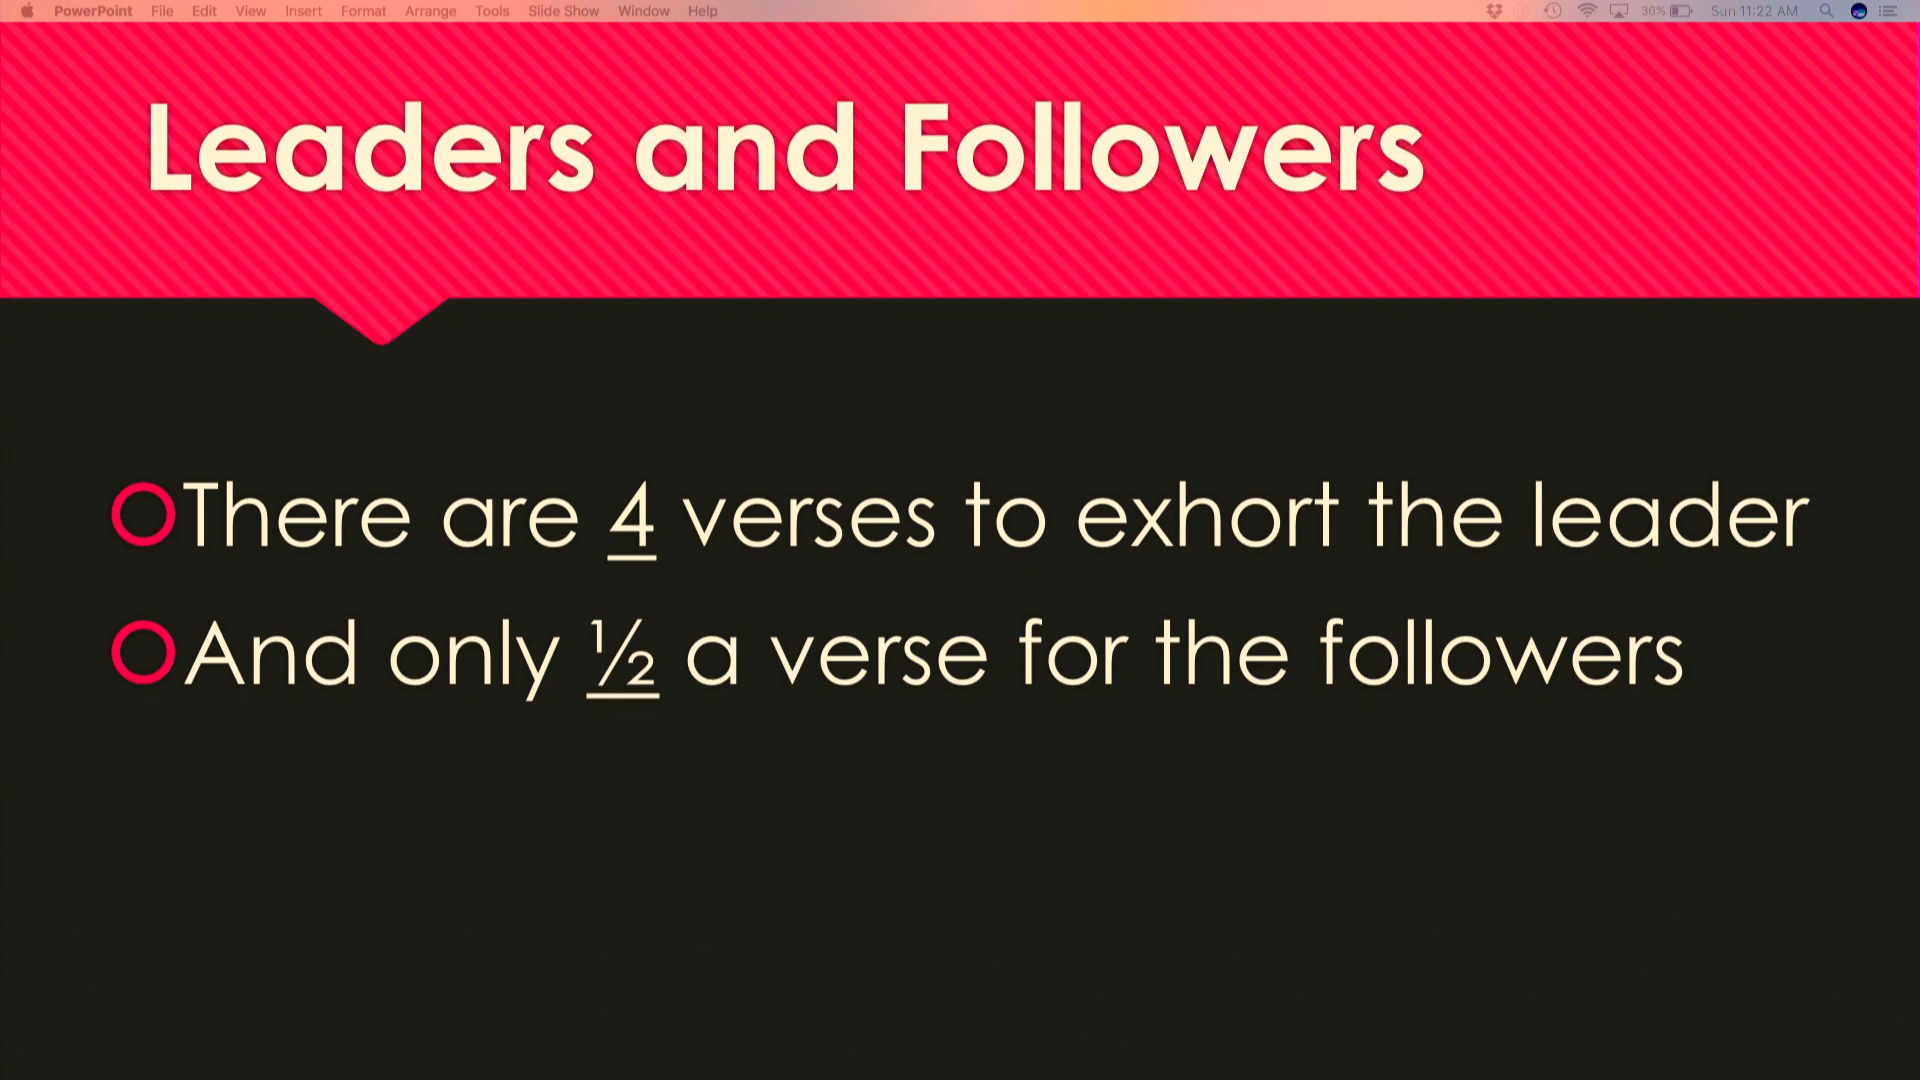 PowerPoint File Edit View Insert Format Arrange Tools Slide Show Window Help 36% Sun 11:22 AM
Leaders and Followers
There are 4 verses to exhort the leader
And only ½ a verse for the followers